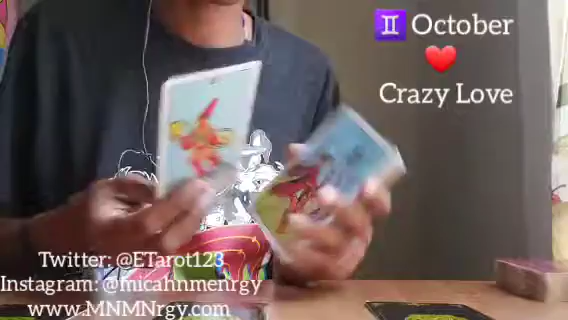 ♊ October
❤️
Crazy Love
Twitter: @ETarot123
Instagram: @micahnmenrgy
www.MNMNrgy.com